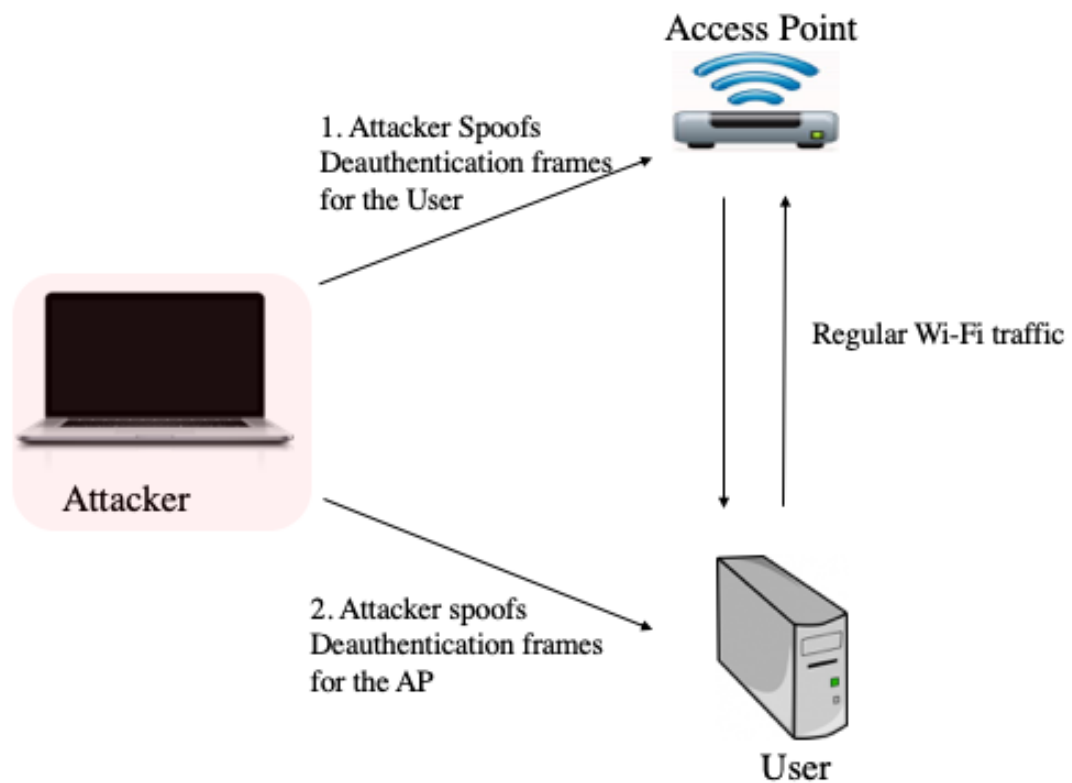 Access Point
1. Attacker Spoofs
Deauthentication frames
for the User
Regular Wi-Fi traffic
Attacker
2. Attacker spoofs
Deauthentication frames
for the AP
User